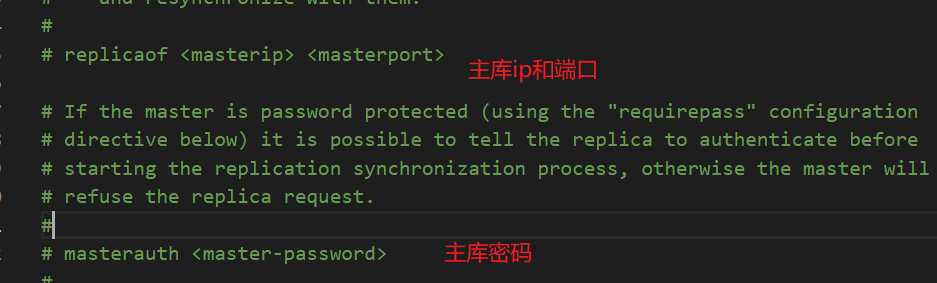 #    and resynchronize with them.
#
# replicaof <masterip> <masterport>
主库ip和端口
# If the master is password protected (using the "requirepass" configuration
# directive below) it is possible to tell the replica to authenticate before
# starting the replication synchronization process, otherwise the master will
# refuse the replica request.
#
# masterauth <master-password>
主库密码
#